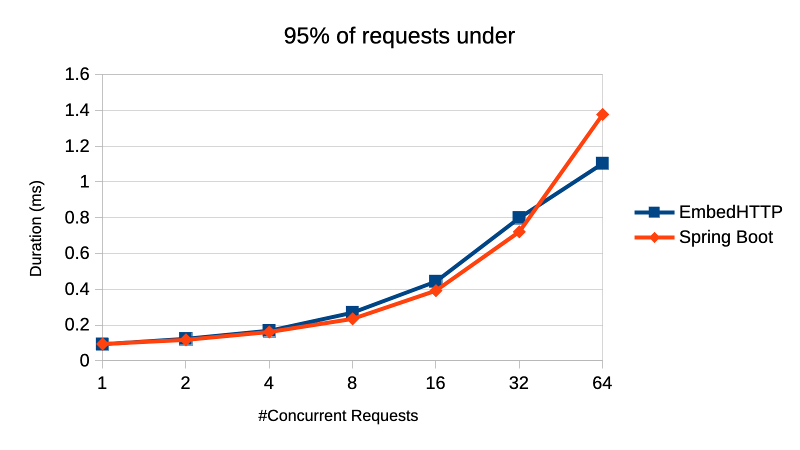 95% of requests under
1.6
1.4
1.2
1
0.8
0.6
0.4
0.2
0
Duration (ms)
1 2 4 8 16 32 64
#Concurrent Requests
EmbedHTTP
Spring Boot